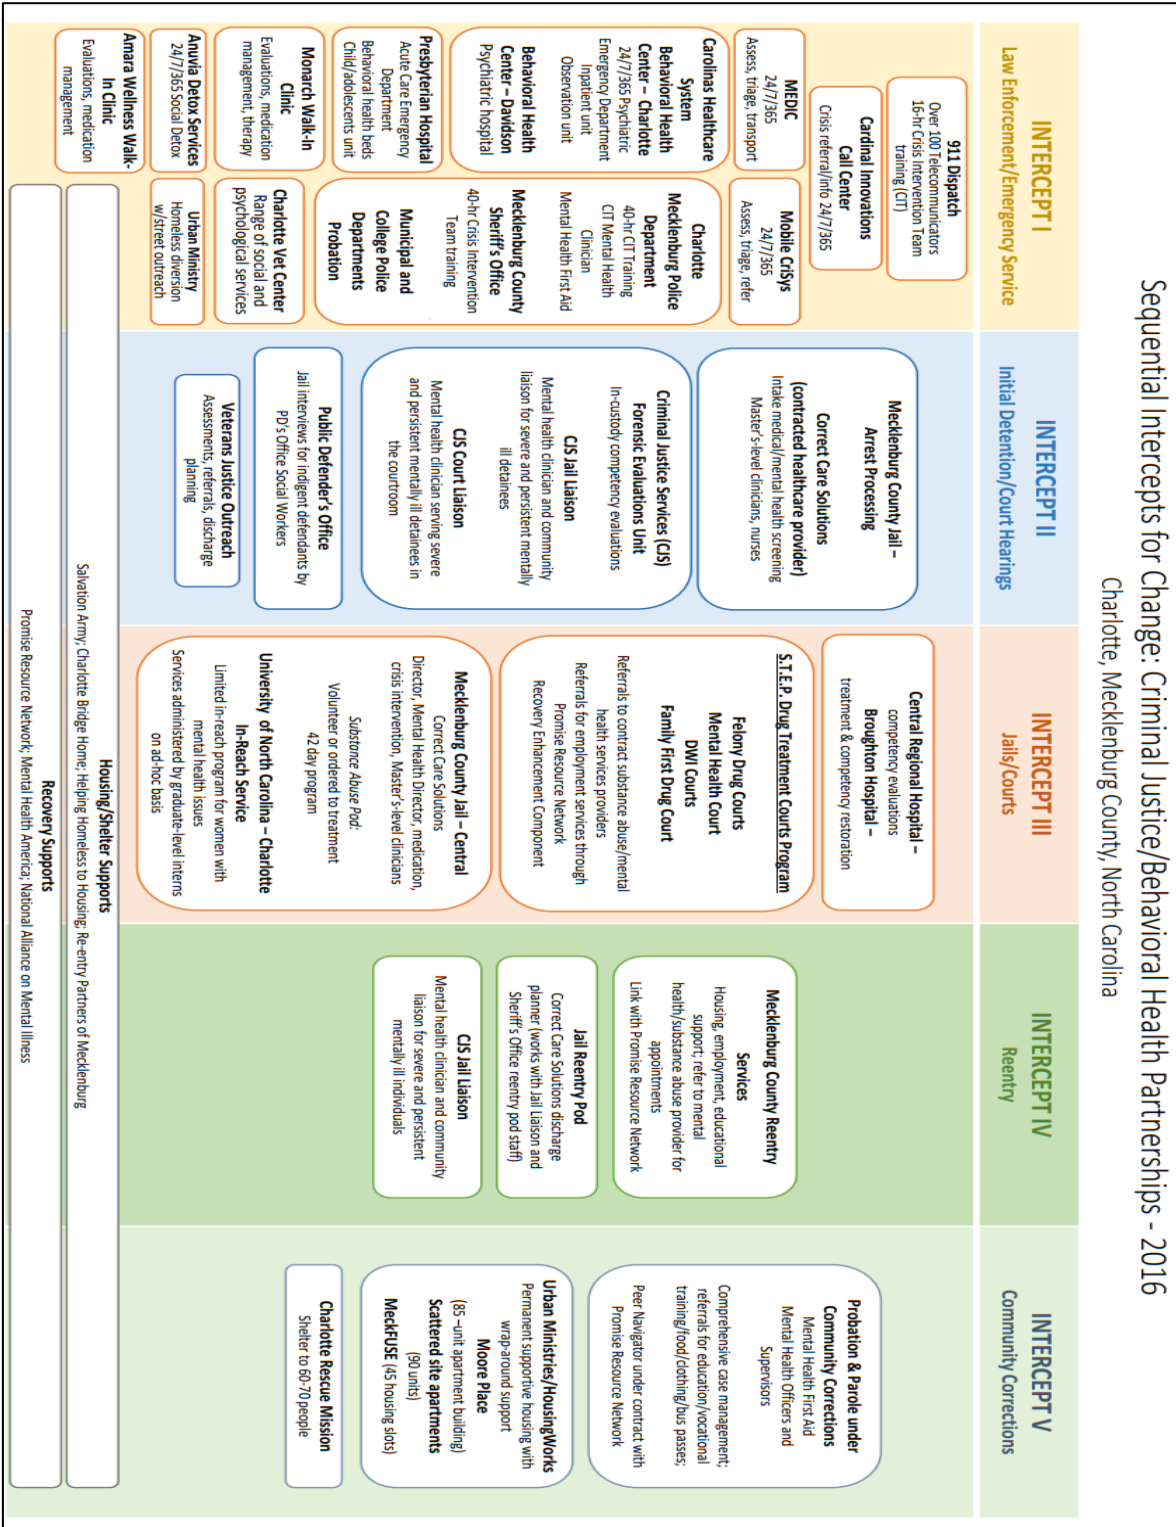 Sequential Intercepts for Change: Criminal Justice/Behavioral Health Partnerships - 2016
Charlotte, Mecklenburg County, North Carolina
INTERCEPT I
Law Enforcement/Emergency Service
911 Dispatch
Over 100 Telecommunicators
16-hr Crisis Intervention Team
training (CIT)
Cardinal Innovations
Call Center
Crisis referral/info 24/7/365
MEDIC
24/7/365
Assess, triage, transport
Mobile CriSys
24/7/365
Assess, triage, refer
Carolinas Healthcare
System
Behavioral Health
Center – Charlotte
24/7/365 Psychiatric
Emergency Department
Inpatient unit
Observation unit
Behavioral Health
Center – Davidson
Psychiatric hospital
Charlotte
Mecklenburg Police
Department
40-hr CIT Training
CIT Mental Health
Clinician
Mental Health First Aid
Mecklenburg County
Sheriff's Office
40-hr Crisis Intervention
Team training
Municipal and
College Police
Departments
Probation
Presbyterian Hospital
Acute Care Emergency
Department
Behavioral health beds
Child/adolescents unit
Monarch Walk-In
Clinic
Evaluations, medication
management, therapy
Charlotte Vet Center
Range of social and
psychological services
Anuvia Detox Services
24/7/365 Social Detox
Urban Ministry
Homeless diversion
w/street outreach
Amara Wellness Walk-
In Clinic
Evaluations, medication
management
INTERCEPT II
Initial Detention/Court Hearings
Mecklenburg County Jail –
Arrest Processing
Correct Care Solutions
(contracted healthcare provider)
Intake medical/mental health screening
Master's-level clinicians, nurses
Criminal Justice Services (CJS)
Forensic Evaluations Unit
In-custody competency evaluations
CJS Jail Liaison
Mental health clinician and community
liaison for severe and persistent mentally
ill detainees
CJS Court Liaison
Mental health clinician serving severe
and persistent mentally ill detainees in
the courtroom
Public Defender's Office
Jail interviews for indigent defendants by
PD's Office Social Workers
Veterans Justice Outreach
Assessments, referrals, discharge
planning
INTERCEPT III
Jails/Courts
Central Regional Hospital –
competency evaluations
Broughton Hospital –
treatment & competency restoration
S.T.E.P. Drug Treatment Courts Program
Felony Drug Courts
Mental Health Court
DWI Courts
Family First Drug Court
Referrals to contract substance abuse/mental
health services providers
Referrals for employment services through
Promise Resource Network
Recovery Enhancement Component
Mecklenburg County Jail – Central
Correct Care Solutions
Director, Mental Health Director, medication,
crisis intervention, Master's-level clinicians
Substance Abuse Pod:
Volunteer or ordered to treatment
42 day program
University of North Carolina – Charlotte
In-Reach Service
Limited in-reach program for women with
mental health issues
Services administered by graduate-level interns
on ad-hoc basis
INTERCEPT IV
Reentry
Mecklenburg County Reentry
Services
Housing, employment, educational
support; refer to mental
health/substance abuse provider for
appointments
Link with Promise Resource Network
Jail Reentry Pod
Correct Care Solutions discharge
planner (works with Jail Liaison and
Sheriff's Office reentry pod staff)
CJS Jail Liaison
Mental health clinician and community
liaison for severe and persistent
mentally ill individuals
INTERCEPT V
Community Corrections
Probation & Parole under
Community Corrections
Mental Health First Aid
Mental Health Officers and
Supervisors
Comprehensive case management;
referrals for education/vocational
training/food/clothing/bus passes;
Peer Navigator under contract with
Promise Resource Network
Urban Ministries/HousingWorks
Permanent supportive housing with
wrap-around support
Moore Place
(85 –unit apartment building)
Scattered site apartments
(90 units)
MeckFUSE (45 housing slots)
Charlotte Rescue Mission
Shelter to 60-70 people
Housing/Shelter Supports
Salvation Army; Charlotte Bridge Home; Helping Homeless to Housing; Re-entry Partners of Mecklenburg
Recovery Supports
Promise Resource Network; Mental Health America; National Alliance on Mental Illness